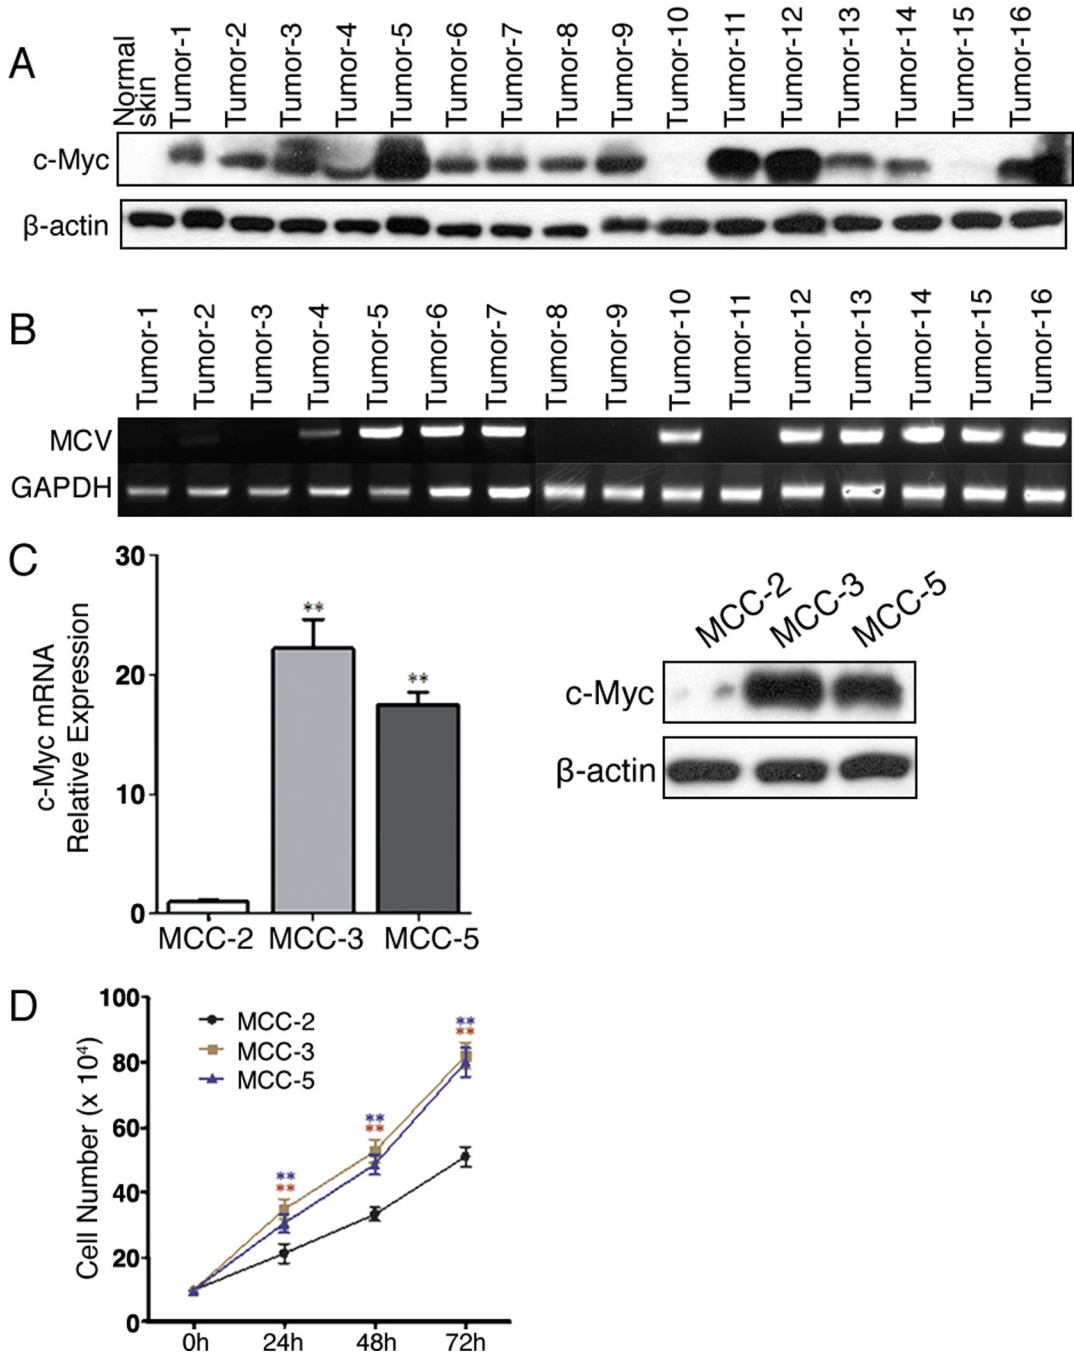 A
Normal skin
Tumor-1
Tumor-2
Tumor-3
Tumor-4
Tumor-5
Tumor-6
Tumor-7
Tumor-8
Tumor-9
Tumor-10
Tumor-11
Tumor-12
Tumor-13
Tumor-14
Tumor-15
Tumor-16
c-Myc
β-actin
B
Tumor-1
Tumor-2
Tumor-3
Tumor-4
Tumor-5
Tumor-6
Tumor-7
Tumor-8
Tumor-9
Tumor-10
Tumor-11
Tumor-12
Tumor-13
Tumor-14
Tumor-15
Tumor-16
MCV
GAPDH
C
c-Myc mRNA
Relative Expression
30
20
10
0
**
**
MCC-2 MCC-3 MCC-5
MCC-2
MCC-3
MCC-5
c-Myc
β-actin
D
Cell Number (x 10⁴)
100
80
60
40
20
0
MCC-2
MCC-3
MCC-5
**
**
**
**
**
**
0h 24h 48h 72h